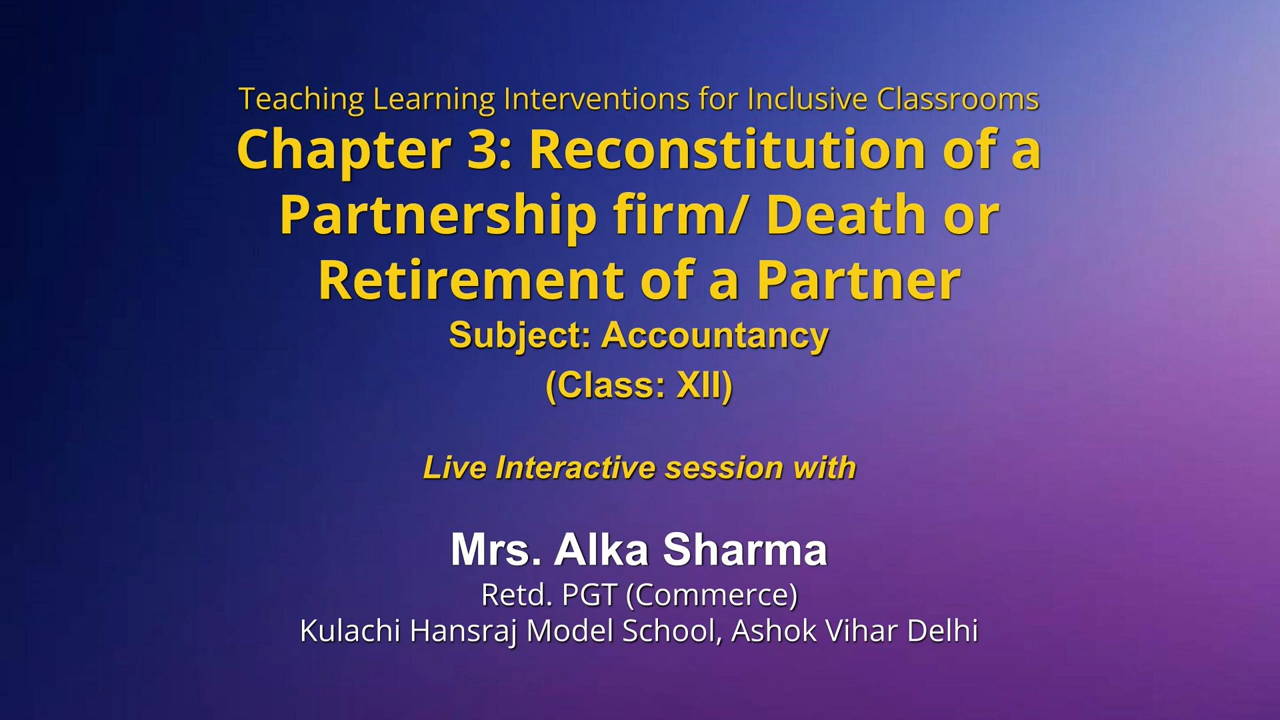 Teaching Learning Interventions for Inclusive Classrooms
Chapter 3: Reconstitution of a
Partnership firm/ Death or
Retirement of a Partner
Subject: Accountancy
(Class: XII)
Live Interactive session with
Mrs. Alka Sharma
Retd. PGT (Commerce)
Kulachi Hansraj Model School, Ashok Vihar Delhi